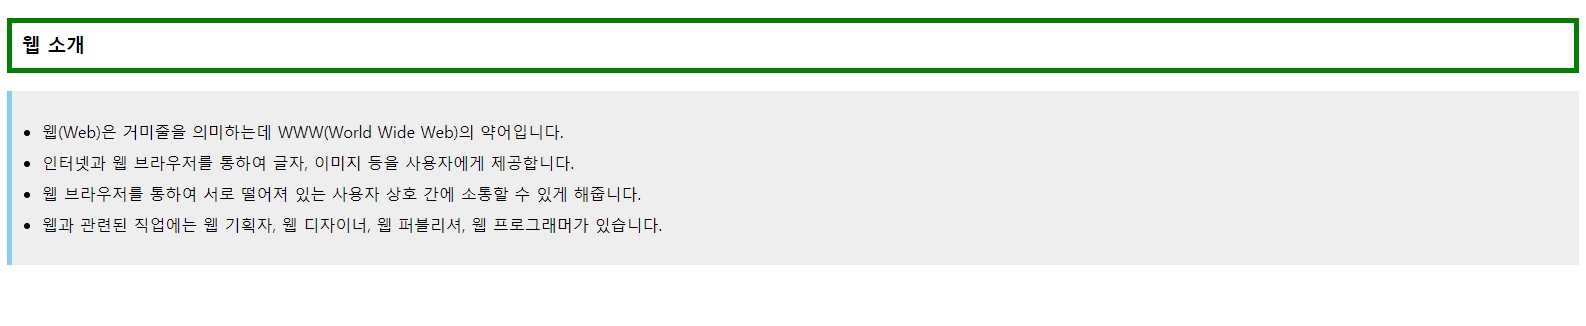 웹 소개
웹(Web)은 거미줄을 의미하는데 WWW(World Wide Web)의 약어입니다.
인터넷과 웹 브라우저를 통하여 글자, 이미지 등을 사용자에게 제공합니다.
웹 브라우저를 통하여 서로 떨어져 있는 사용자 상호 간에 소통할 수 있게 해줍니다.
웹과 관련된 직업에는 웹 기획자, 웹 디자이너, 웹 퍼블리셔, 웹 프로그래머가 있습니다.